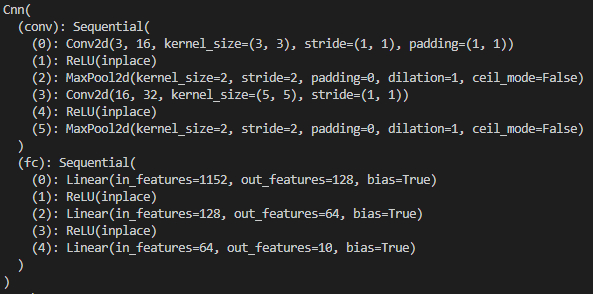 Cnn(
  (conv): Sequential(
    (0): Conv2d(3, 16, kernel_size=(3, 3), stride=(1, 1), padding=(1, 1))
    (1): ReLU(inplace)
    (2): MaxPool2d(kernel_size=2, stride=2, padding=0, dilation=1, ceil_mode=False)
    (3): Conv2d(16, 32, kernel_size=(5, 5), stride=(1, 1))
    (4): ReLU(inplace)
    (5): MaxPool2d(kernel_size=2, stride=2, padding=0, dilation=1, ceil_mode=False)
  )
  (fc): Sequential(
    (0): Linear(in_features=1152, out_features=128, bias=True)
    (1): ReLU(inplace)
    (2): Linear(in_features=128, out_features=64, bias=True)
    (3): ReLU(inplace)
    (4): Linear(in_features=64, out_features=10, bias=True)
  )
)